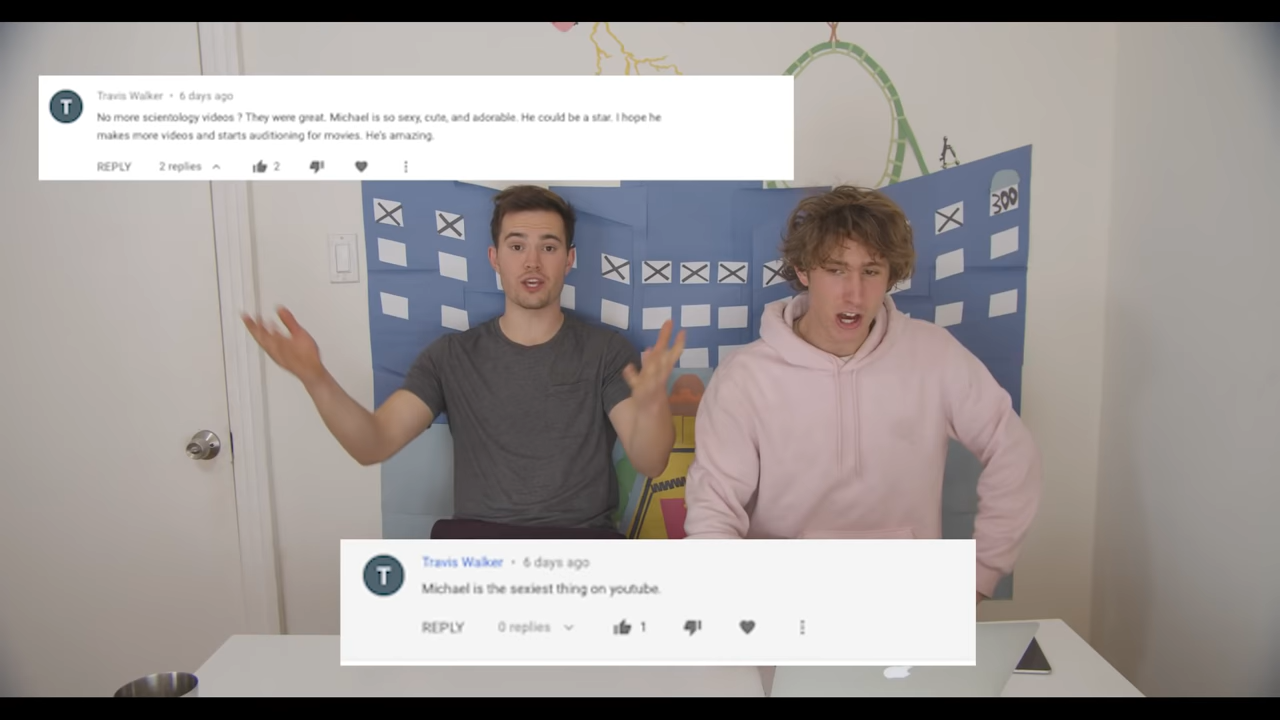 Travis Walker • 6 days ago
T
No more scientology videos ? They were great. Michael is so sexy, cute, and adorable. He could be a star. I hope he
makes more videos and starts auditioning for movies. He's amazing.
REPLY 2 replies 2
300
Travis Walker • 6 days ago
T
Michael is the sexiest thing on youtube.
REPLY 0 replies 1